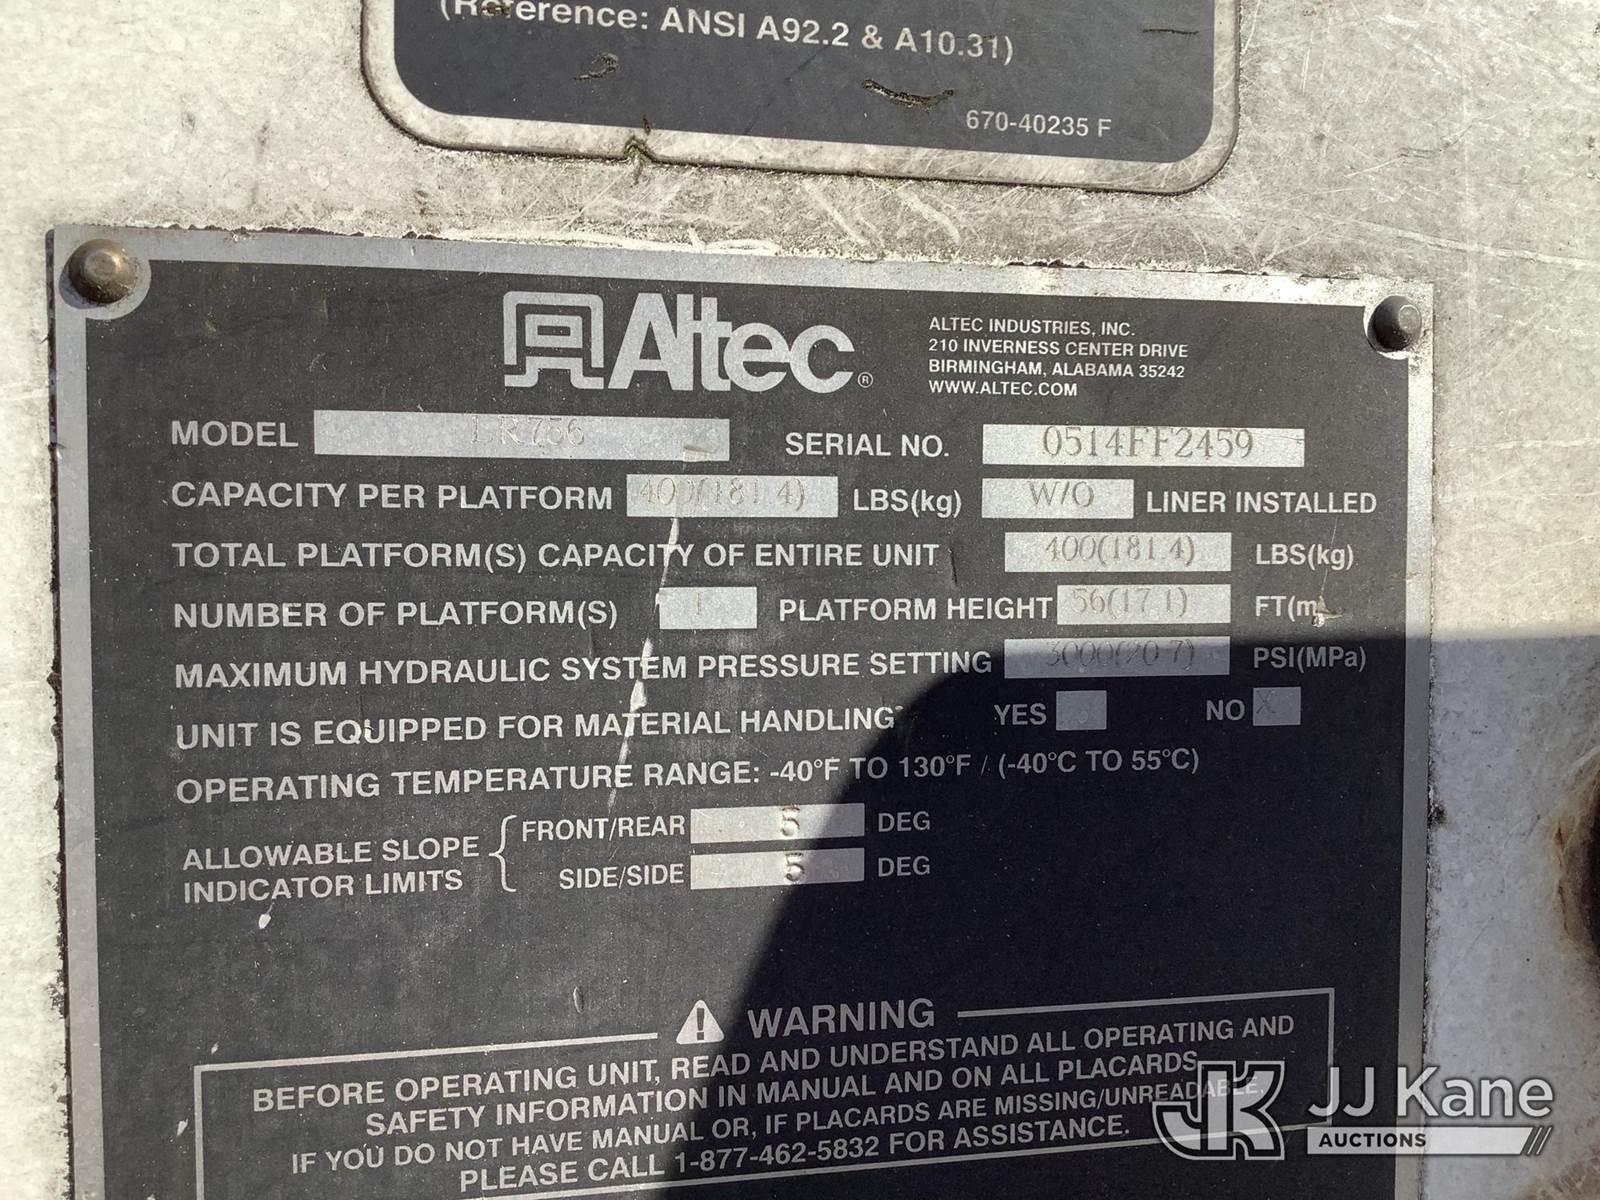 (Reference: ANSI A92.2 & A10.31)
670-40235 F
Altec®
ALTEC INDUSTRIES, INC.
210 INVERNESS CENTER DRIVE
BIRMINGHAM, ALABAMA 35242
WWW.ALTEC.COM
MODEL LR756 SERIAL NO. 0514FF2459
CAPACITY PER PLATFORM 400(181.4) LBS(kg) W/O LINER INSTALLED
TOTAL PLATFORM(S) CAPACITY OF ENTIRE UNIT 400(181.4) LBS(kg)
NUMBER OF PLATFORM(S) 1 PLATFORM HEIGHT 56(17.1) FT(m)
MAXIMUM HYDRAULIC SYSTEM PRESSURE SETTING 3000(20.7) PSI(MPa)
UNIT IS EQUIPPED FOR MATERIAL HANDLING YES NO X
OPERATING TEMPERATURE RANGE: -40°F TO 130°F / (-40°C TO 55°C)
ALLOWABLE SLOPE INDICATOR LIMITS
FRONT/REAR 5 DEG
SIDE/SIDE 5 DEG
WARNING
BEFORE OPERATING UNIT, READ AND UNDERSTAND ALL OPERATING AND
SAFETY INFORMATION IN MANUAL AND ON ALL PLACARDS.
IF YOU DO NOT HAVE MANUAL OR, IF PLACARDS ARE MISSING/UNREADABLE,
PLEASE CALL 1-877-462-5832 FOR ASSISTANCE.
JK JJ Kane
AUCTIONS